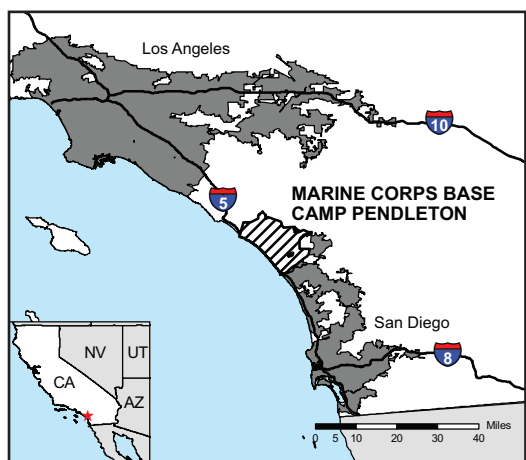 Los Angeles
10
MARINE CORPS BASE
CAMP PENDLETON
5
San Diego
8
NV
UT
CA
AZ
Miles
0 5 10 20 30 40